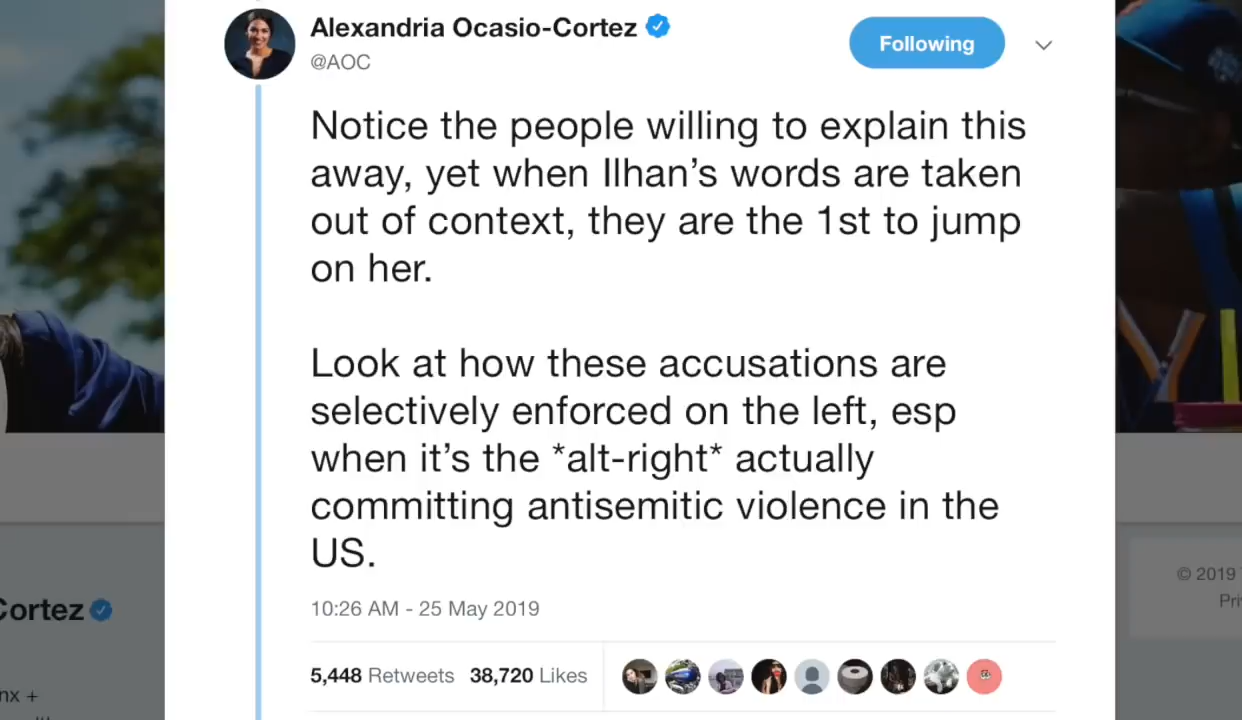 Alexandria Ocasio-Cortez
@AOC
Following
Notice the people willing to explain this
away, yet when Ilhan’s words are taken
out of context, they are the 1st to jump
on her.
Look at how these accusations are
selectively enforced on the left, esp
when it’s the *alt-right* actually
committing antisemitic violence in the
US.
10:26 AM - 25 May 2019
5,448 Retweets 38,720 Likes
Cortez
nx +
© 2019
Pri